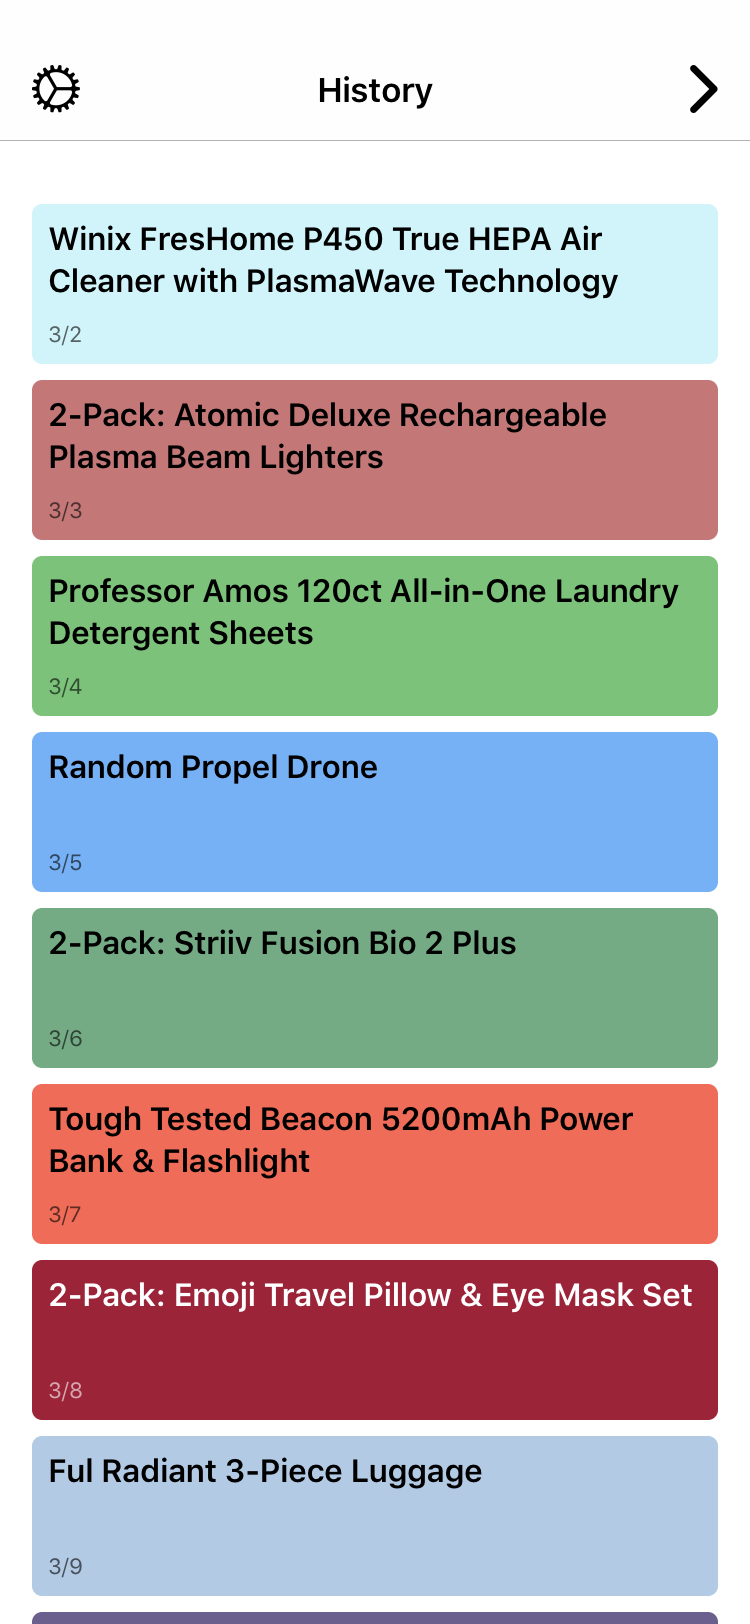 History
Winix FresHome P450 True HEPA Air
Cleaner with PlasmaWave Technology
3/2
2-Pack: Atomic Deluxe Rechargeable
Plasma Beam Lighters
3/3
Professor Amos 120ct All-in-One Laundry
Detergent Sheets
3/4
Random Propel Drone
3/5
2-Pack: Striiv Fusion Bio 2 Plus
3/6
Tough Tested Beacon 5200mAh Power
Bank & Flashlight
3/7
2-Pack: Emoji Travel Pillow & Eye Mask Set
3/8
Ful Radiant 3-Piece Luggage
3/9